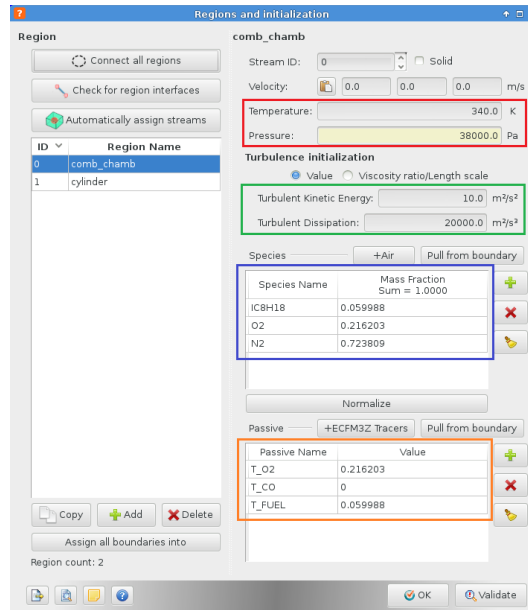 Regions and initialization
Region
Connect all regions
Check for region interfaces
Automatically assign streams
ID Region Name
0 comb_chamb
1 cylinder
Copy Add Delete
Assign all boundaries into
Region count: 2
comb_chamb
Stream ID: 0 Solid
Velocity: 0.0 0.0 0.0 m/s
Temperature: 340.0 K
Pressure: 38000.0 Pa
Turbulence initialization
Value Viscosity ratio/Length scale
Turbulent Kinetic Energy: 10.0 m²/s²
Turbulent Dissipation: 20000.0 m²/s³
Species +Air Pull from boundary
Species Name Mass Fraction
Sum = 1.0000
IC8H18 0.059988
O2 0.216203
N2 0.723809
Normalize
Passive +ECFM3Z Tracers Pull from boundary
Passive Name Value
T_O2 0.216203
T_CO 0
T_FUEL 0.059988
OK Validate